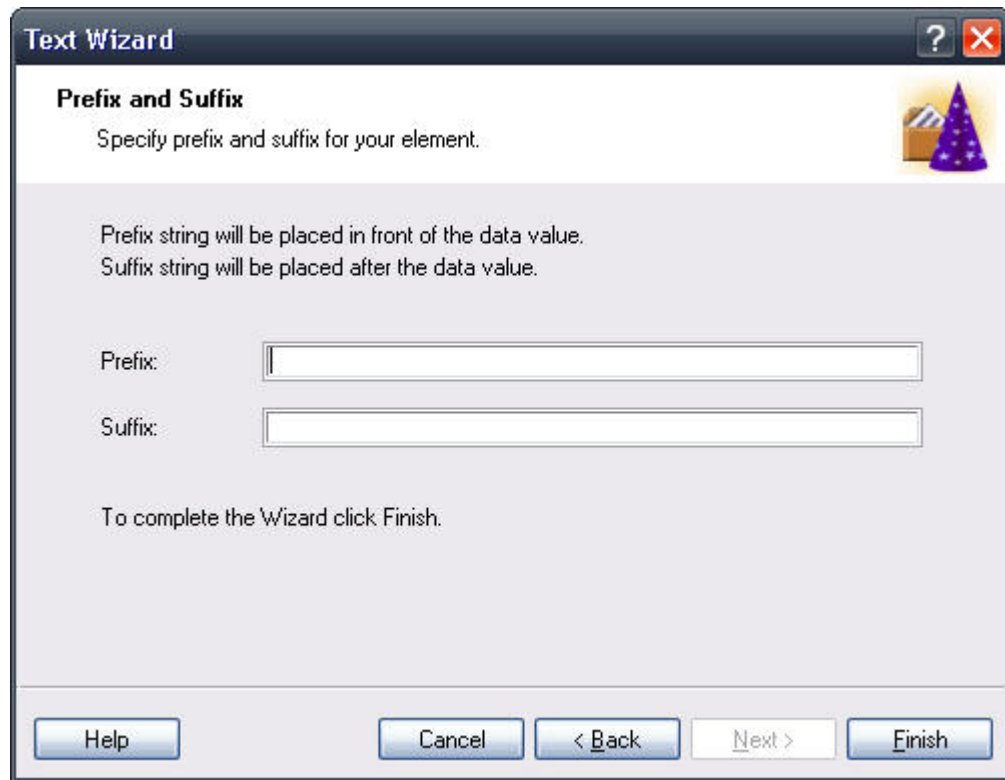 Text Wizard
?
Prefix and Suffix
Specify prefix and suffix for your element.
Prefix string will be placed in front of the data value.
Suffix string will be placed after the data value.
Prefix:
Suffix:
To complete the Wizard click Finish.
Help Cancel < Back Next > Finish